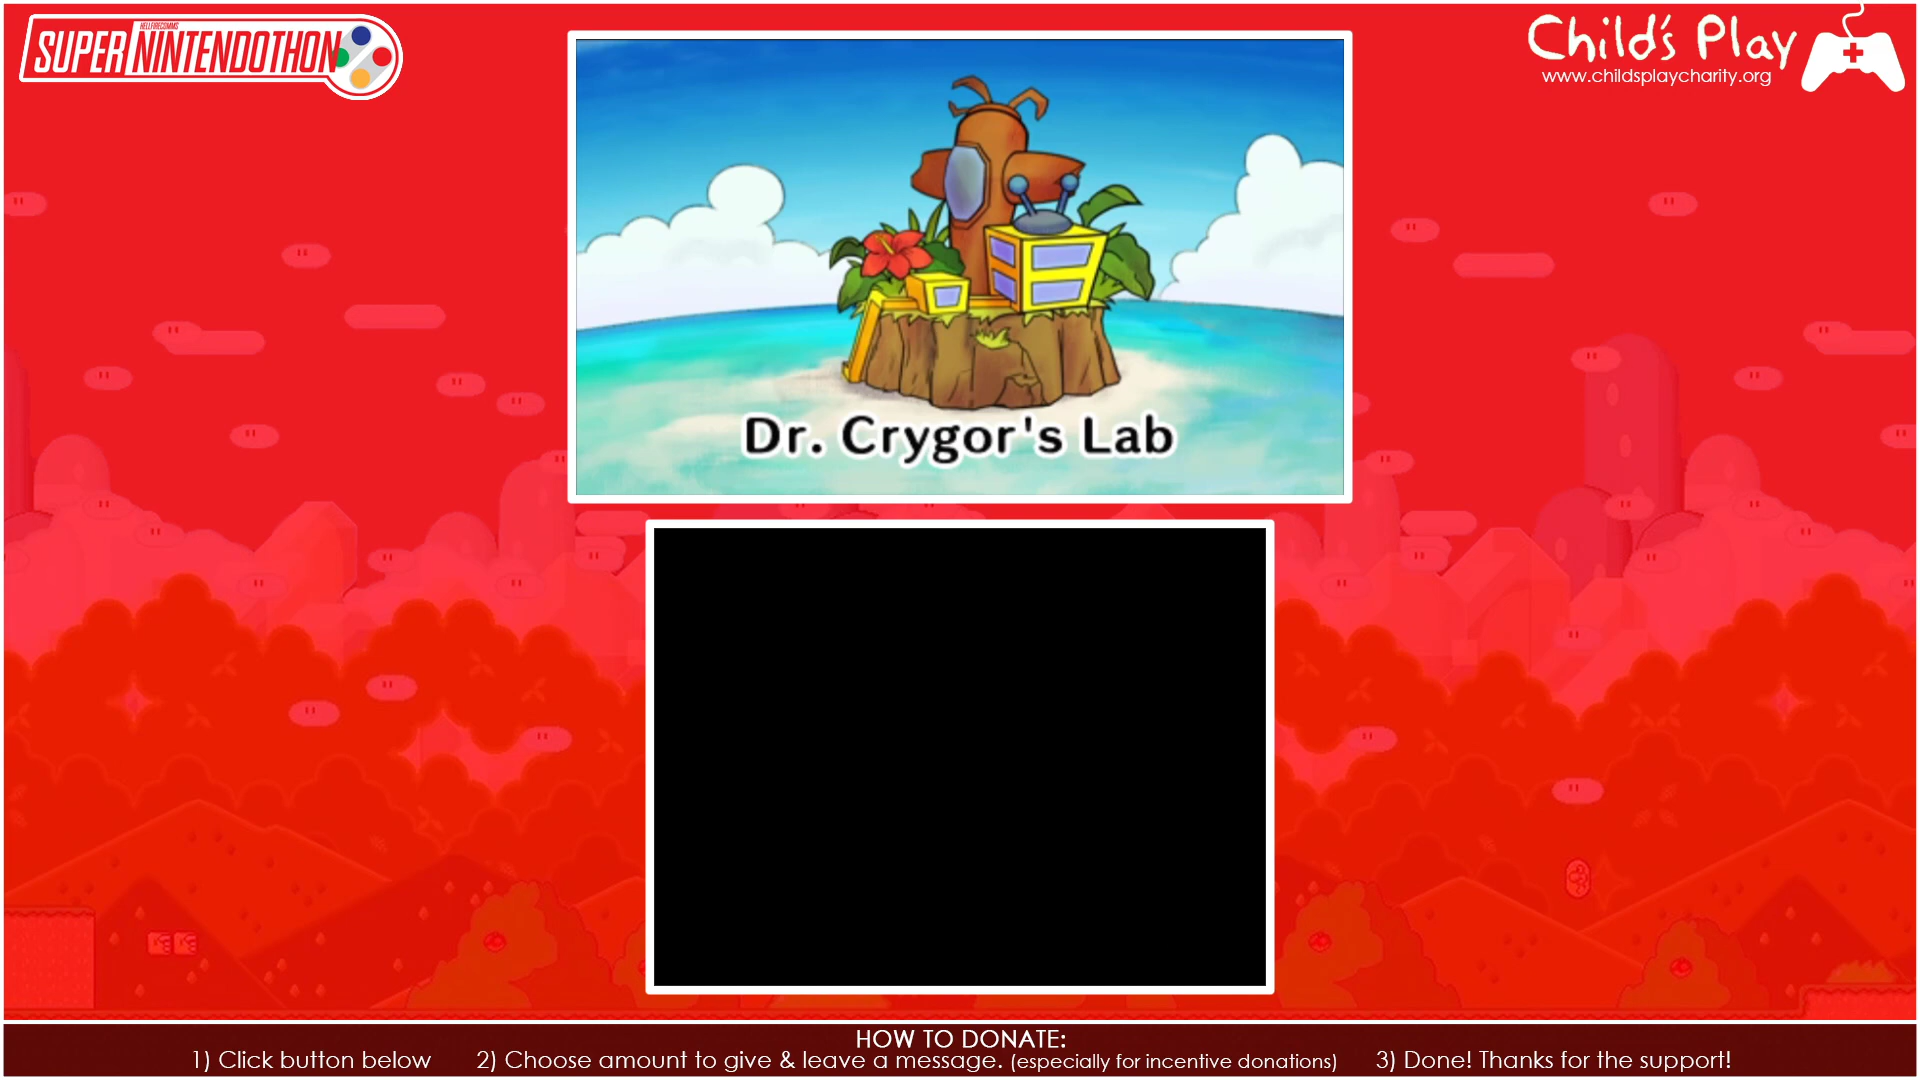 HELLFIRECOMMS
SUPER NINTENDOTHON
Child's Play
www.childsplaycharity.org
Dr. Crygor's Lab
HOW TO DONATE:
1) Click button below 2) Choose amount to give & leave a message. (especially for incentive donations) 3) Done! Thanks for the support!